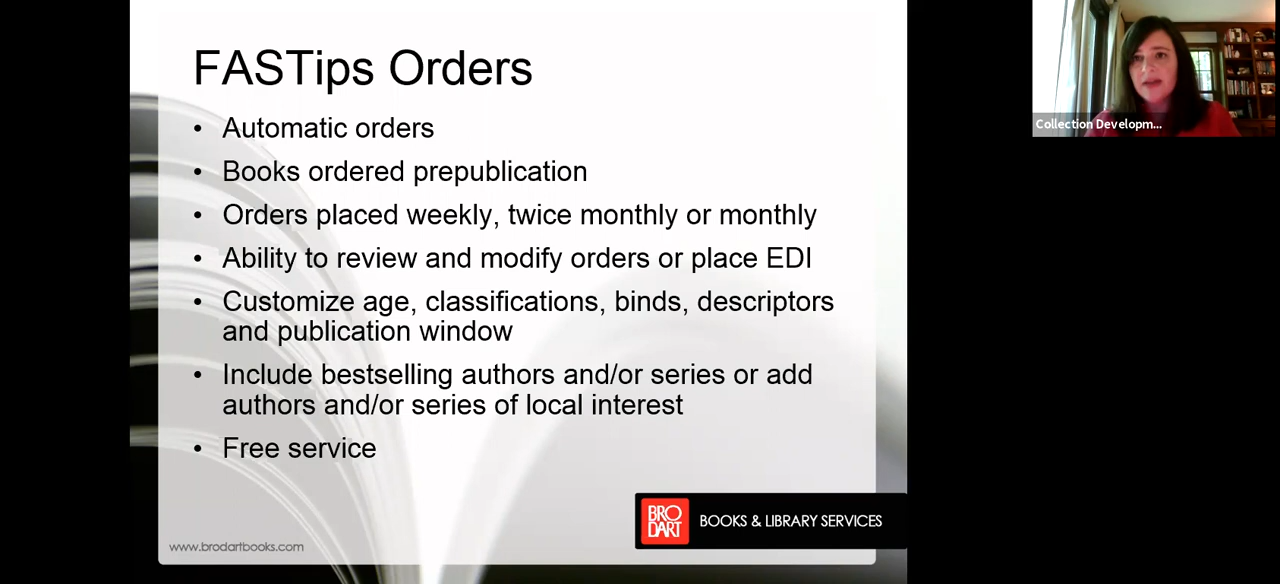 FASTips Orders
• Automatic orders
• Books ordered prepublication
• Orders placed weekly, twice monthly or monthly
• Ability to review and modify orders or place EDI
• Customize age, classifications, binds, descriptors
and publication window
• Include bestselling authors and/or series or add
authors and/or series of local interest
• Free service
BRO
DART
BOOKS & LIBRARY SERVICES
www.brodartbooks.com
Collection Developm...